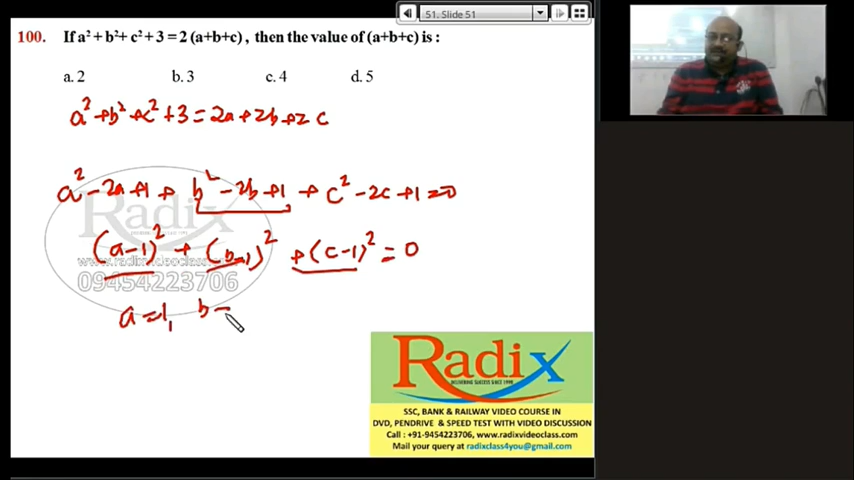 51. Slide 51
100. If a² + b² + c² + 3 = 2 (a+b+c) , then the value of (a+b+c) is :
a. 2 b. 3 c. 4 d. 5
a² + b² + c² + 3 = 2a + 2b + 2c
a² - 2a + 1 + b² - 2b + 1 + c² - 2c + 1 = 0
(a-1)² + (b-1)² + (c-1)² = 0
a = 1, b =
Radix
www.radixvideoclass.com
09454223706
Radix
DELIVERING SUCCESS SINCE 1998
SSC, BANK & RAILWAY VIDEO COURSE IN
DVD, PENDRIVE & SPEED TEST WITH VIDEO DISCUSSION
Call : +91-9454223706, www.radixvideoclass.com
Mail your query at radixclass4you@gmail.com